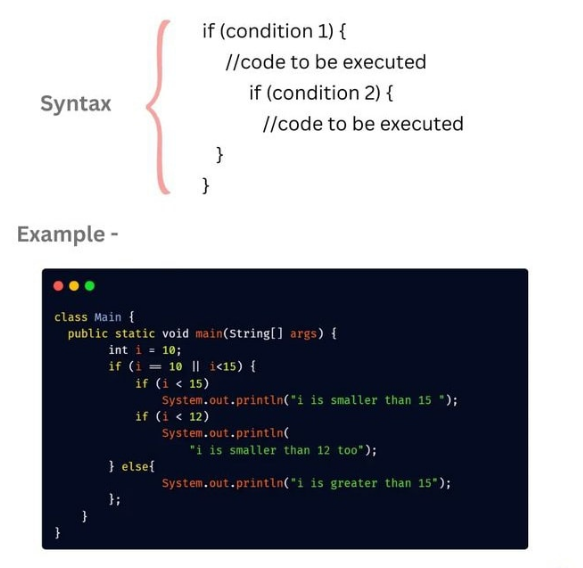 if (condition 1) {
//code to be executed
if (condition 2) {
Syntax
//code to be executed
}
}
Example -
class Main {
public static void main(String[] args) {
int i = 10;
if (i == 10 || i<15) {
if (i < 15)
System.out.println("i is smaller than 15 ");
if (i < 12)
System.out.println(
"i is smaller than 12 too");
} else{
System.out.println("i is greater than 15");
};
}
}